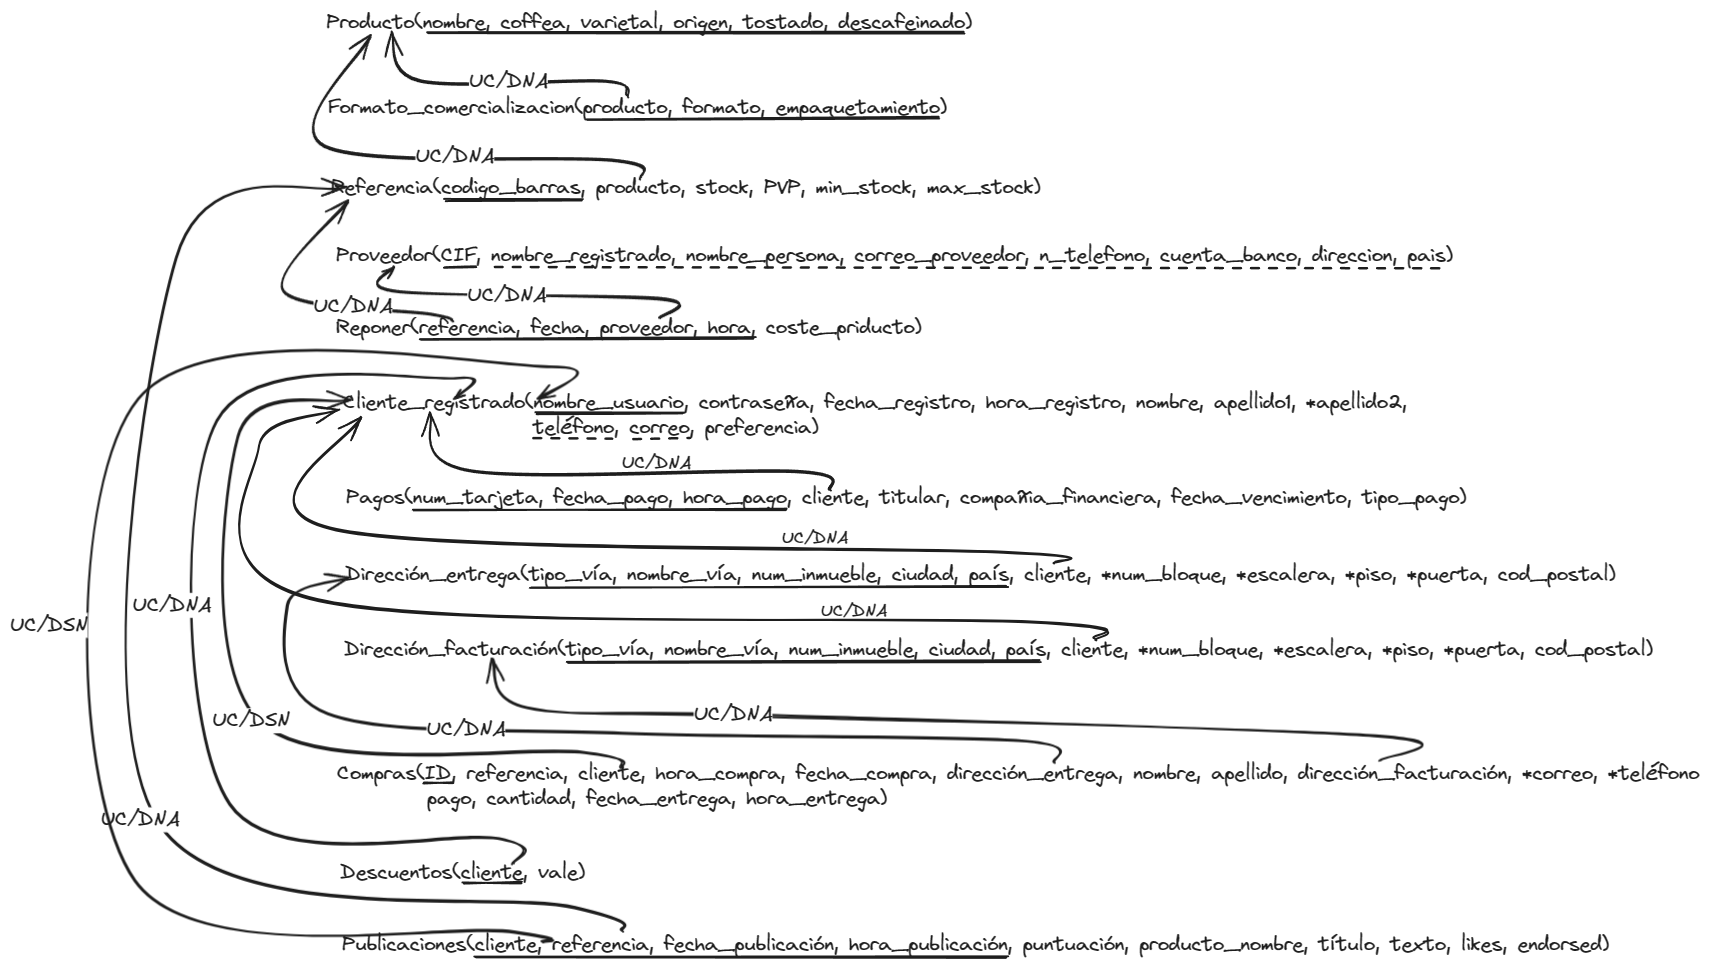 Producto(nombre, coffea, varietal, origen, tostado, descafeinado)
UC/DNA
Formato_comercializacion(producto, formato, empaquetamiento)
UC/DNA
Referencia(codigo_barras, producto, stock, PVP, min_stock, max_stock)
Proveedor(CIF, nombre_registrado, nombre_persona, correo_proveedor, n_telefono, cuenta_banco, direccion, pais)
UC/DNA
UC/DNA
Reponer(referencia, fecha, proveedor, hora, coste_priducto)
Cliente_registrado(nombre_usuario, contraseña, fecha_registro, hora_registro, nombre, apellido1, *apellido2,
teléfono, correo, preferencia)
UC/DNA
Pagos(num_tarjeta, fecha_pago, hora_pago, cliente, titular, compañia_financiera, fecha_vencimiento, tipo_pago)
UC/DNA
Dirección_entrega(tipo_vía, nombre_vía, num_inmueble, ciudad, país, cliente, *num_bloque, *escalera, *piso, *puerta, cod_postal)
UC/DNA
UC/DNA
UC/DSN
Dirección_facturación(tipo_vía, nombre_vía, num_inmueble, ciudad, país, cliente, *num_bloque, *escalera, *piso, *puerta, cod_postal)
UC/DNA
UC/DSN
UC/DNA
Compras(ID, referencia, cliente, hora_compra, fecha_compra, dirección_entrega, nombre, apellido, dirección_facturación, *correo, *teléfono
pago, cantidad, fecha_entrega, hora_entrega)
UC/DNA
Descuentos(cliente, vale)
Publicaciones(cliente, referencia, fecha_publicación, hora_publicación, puntuación, producto_nombre, título, texto, likes, endorsed)